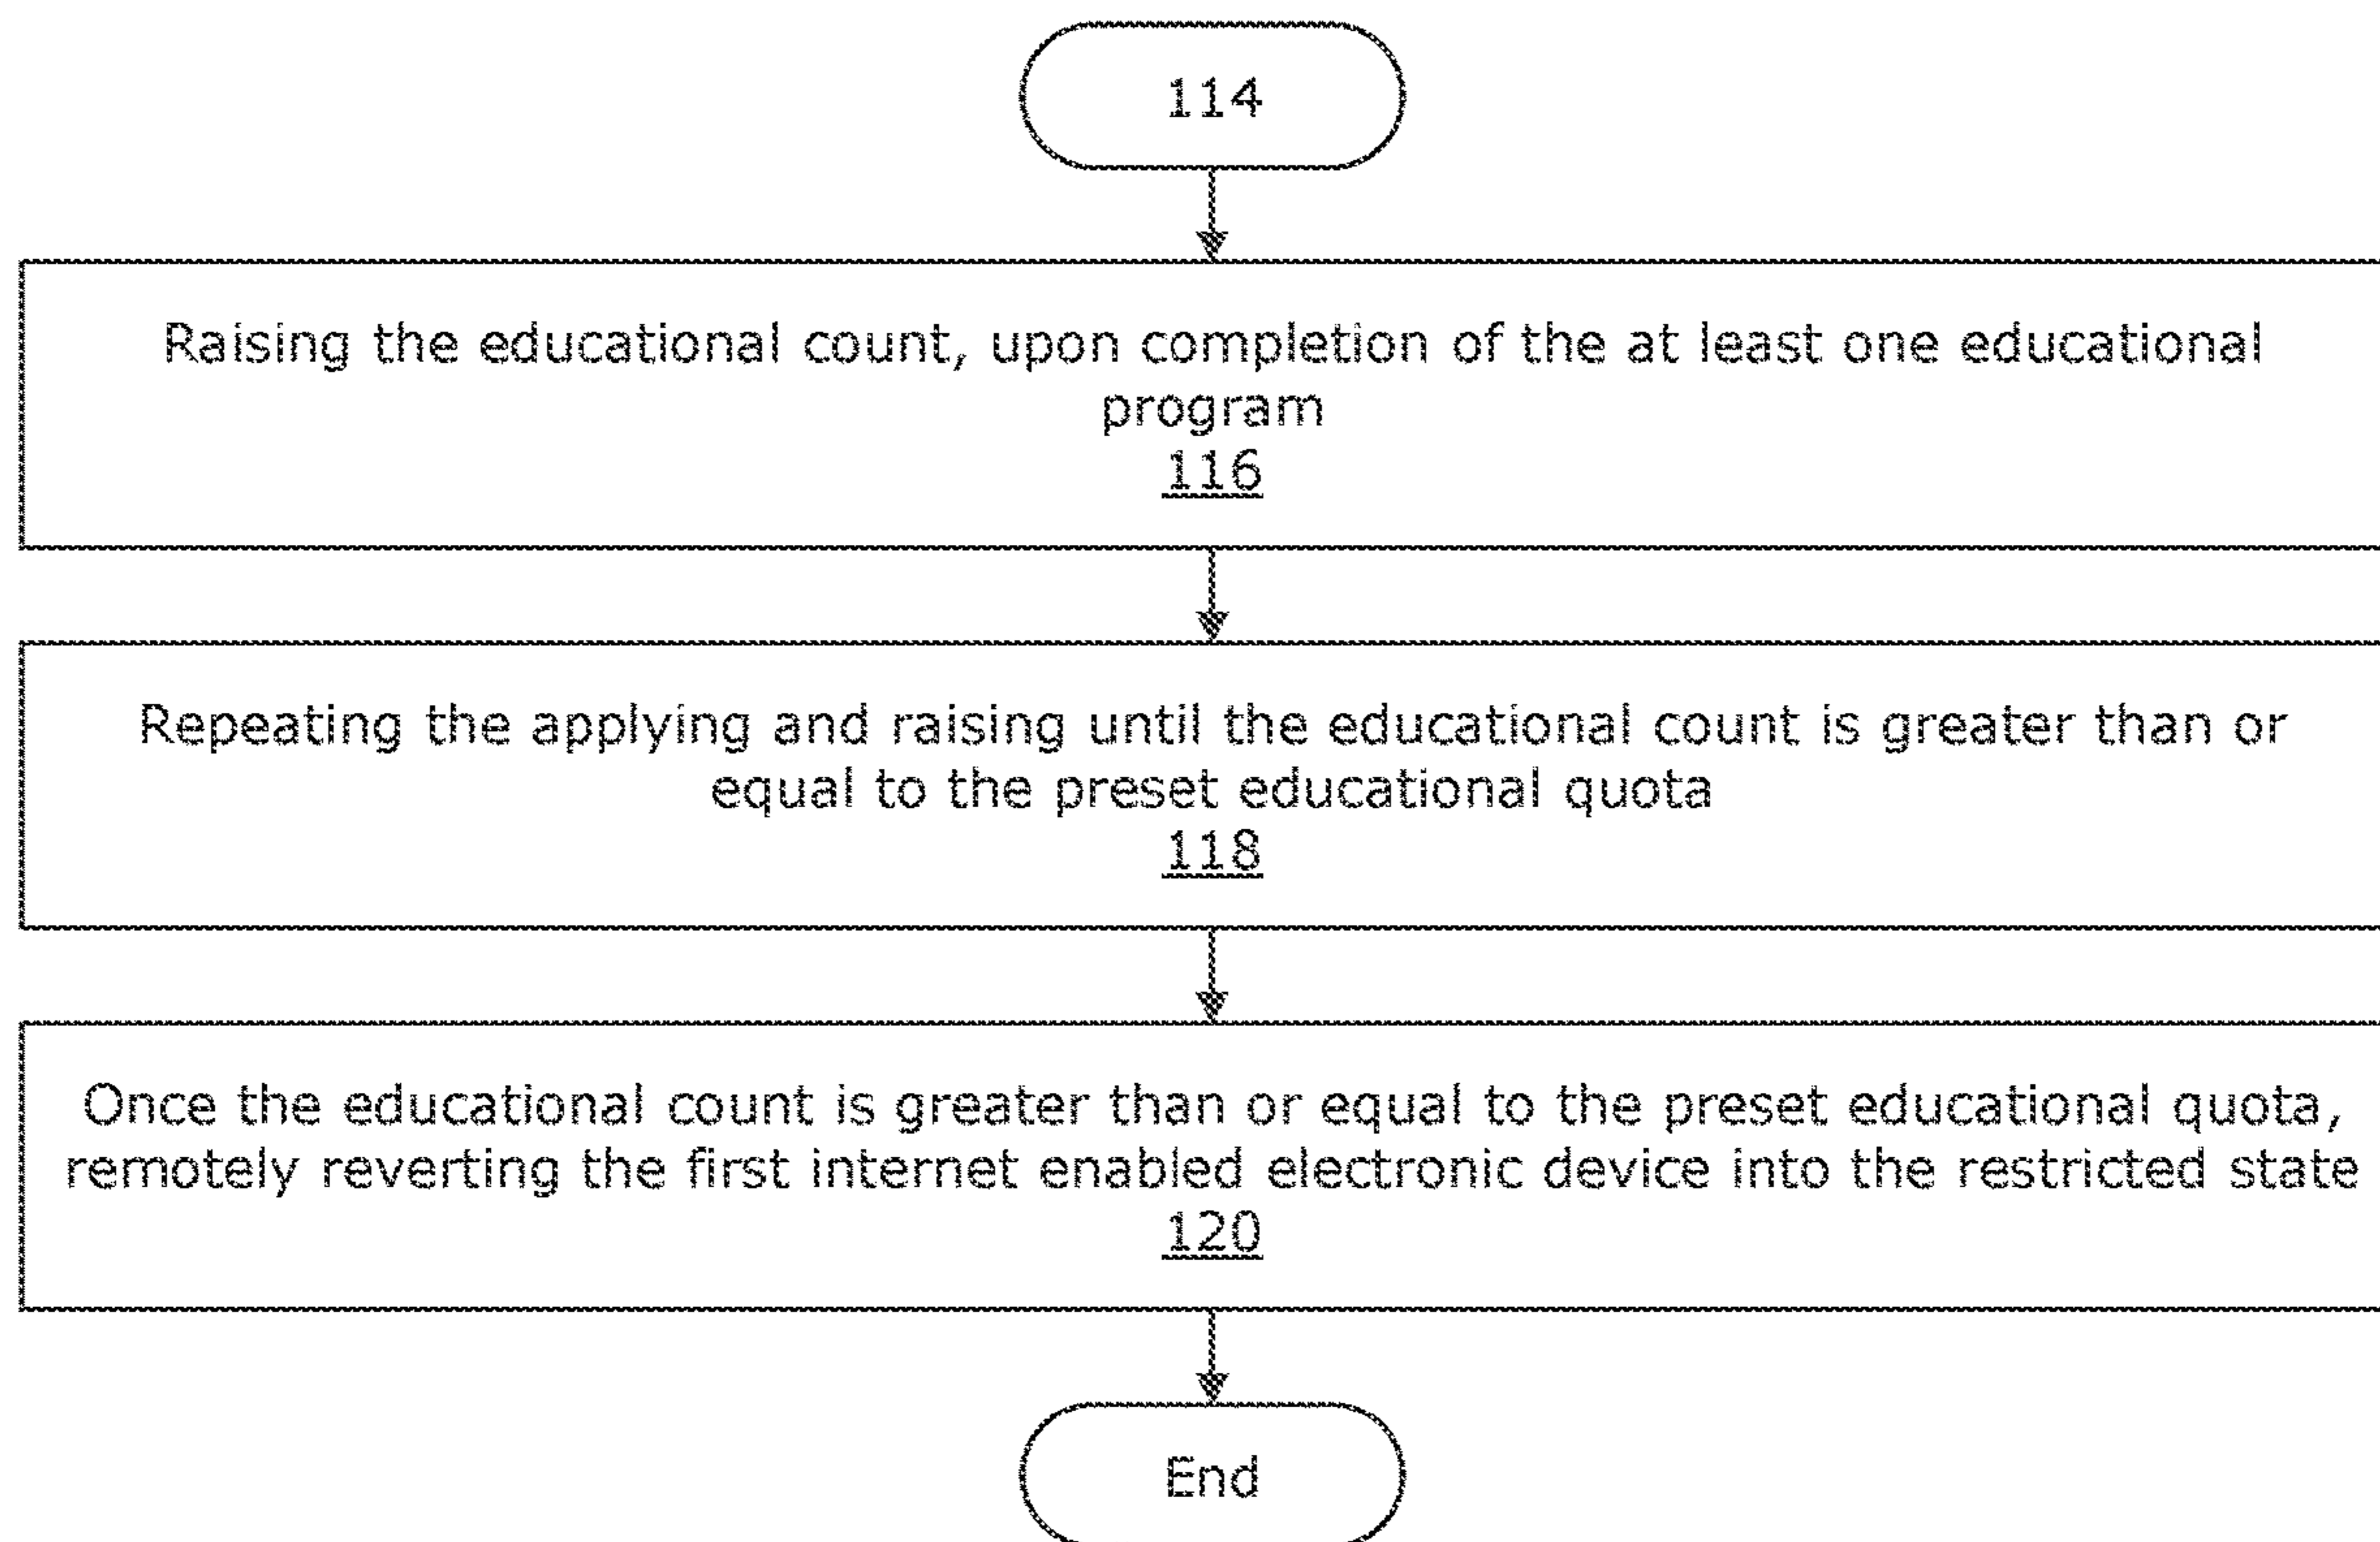 114
Raising the educational count, upon completion of the at least one educational
program
116
Repeating the applying and raising until the educational count is greater than or
equal to the preset educational quota
118
Once the educational count is greater than or equal to the preset educational quota,
remotely reverting the first internet enabled electronic device into the restricted state
120
End